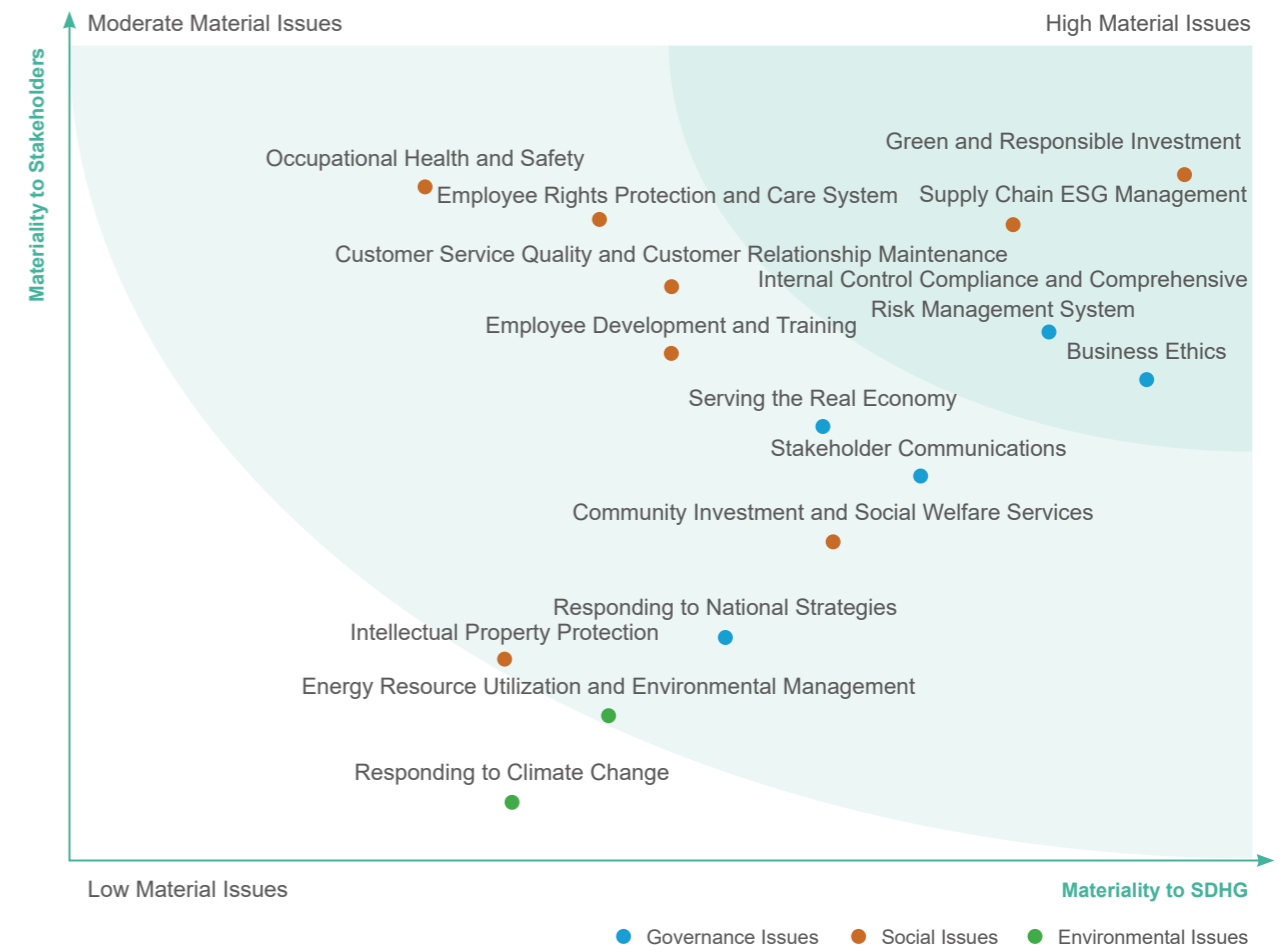 Moderate Material Issues
High Material Issues
Materiality to Stakeholders
Green and Responsible Investment
Occupational Health and Safety
Employee Rights Protection and Care System
Supply Chain ESG Management
Customer Service Quality and Customer Relationship Maintenance
Internal Control Compliance and Comprehensive
Risk Management System
Employee Development and Training
Business Ethics
Serving the Real Economy
Stakeholder Communications
Community Investment and Social Welfare Services
Responding to National Strategies
Intellectual Property Protection
Energy Resource Utilization and Environmental Management
Responding to Climate Change
Low Material Issues
Materiality to SDHG
Governance Issues
Social Issues
Environmental Issues